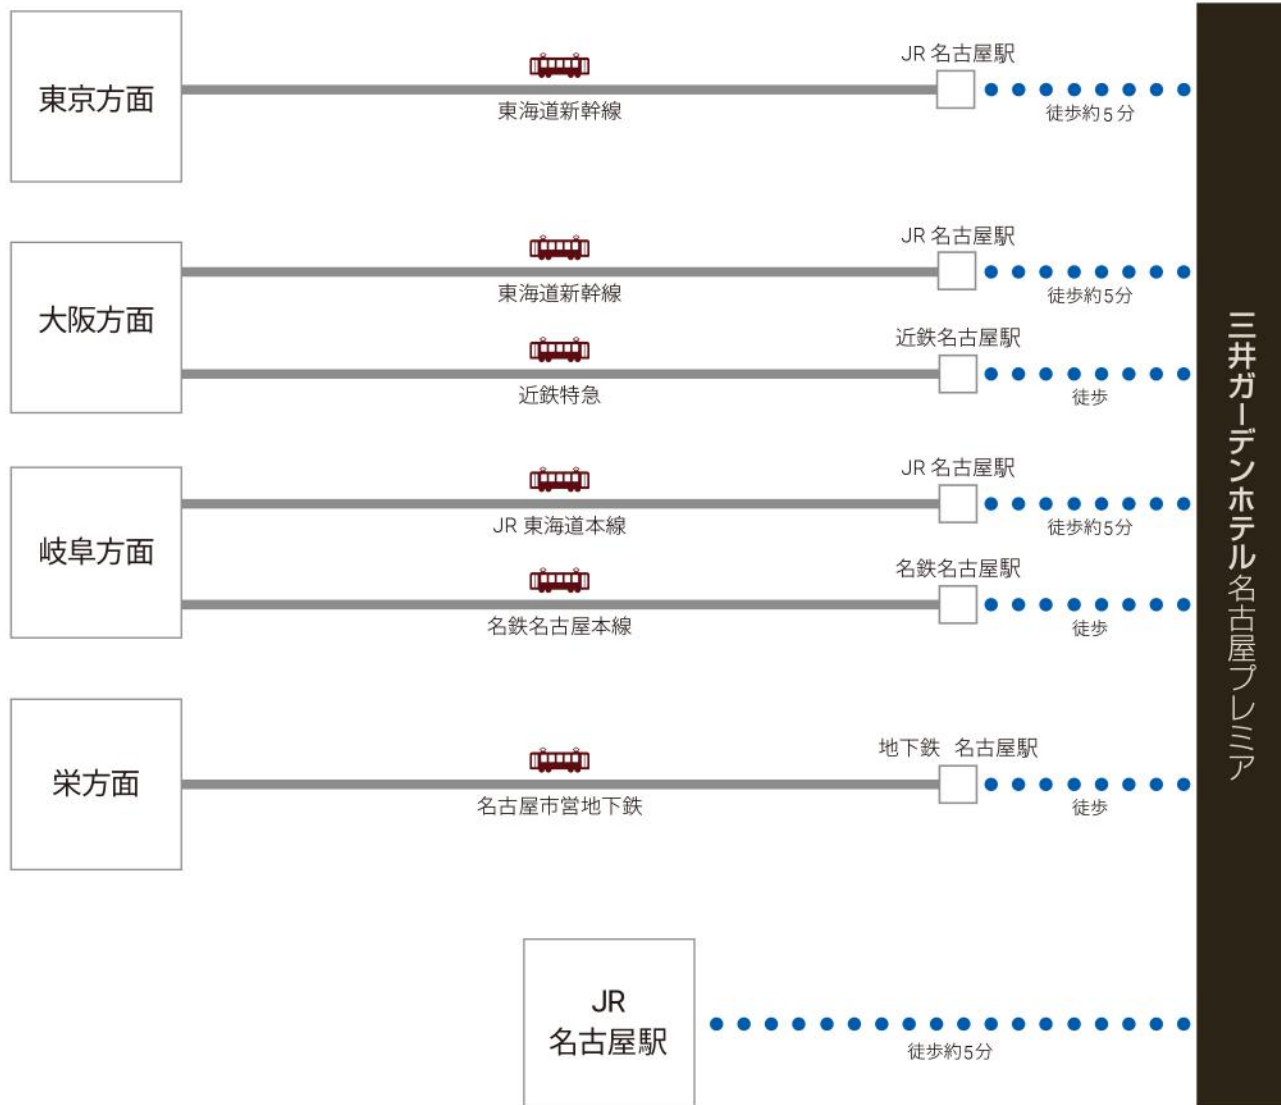 東京方面
東海道新幹線
JR 名古屋駅
徒歩約5分
大阪方面
東海道新幹線
JR 名古屋駅
徒歩約5分
近鉄特急
近鉄名古屋駅
徒歩
岐阜方面
JR 東海道本線
JR 名古屋駅
徒歩約5分
名鉄名古屋本線
名鉄名古屋駅
徒歩
栄方面
名古屋市営地下鉄
地下鉄 名古屋駅
徒歩
JR
名古屋駅
徒歩約5分
三井ガーデンホテル名古屋プレミア